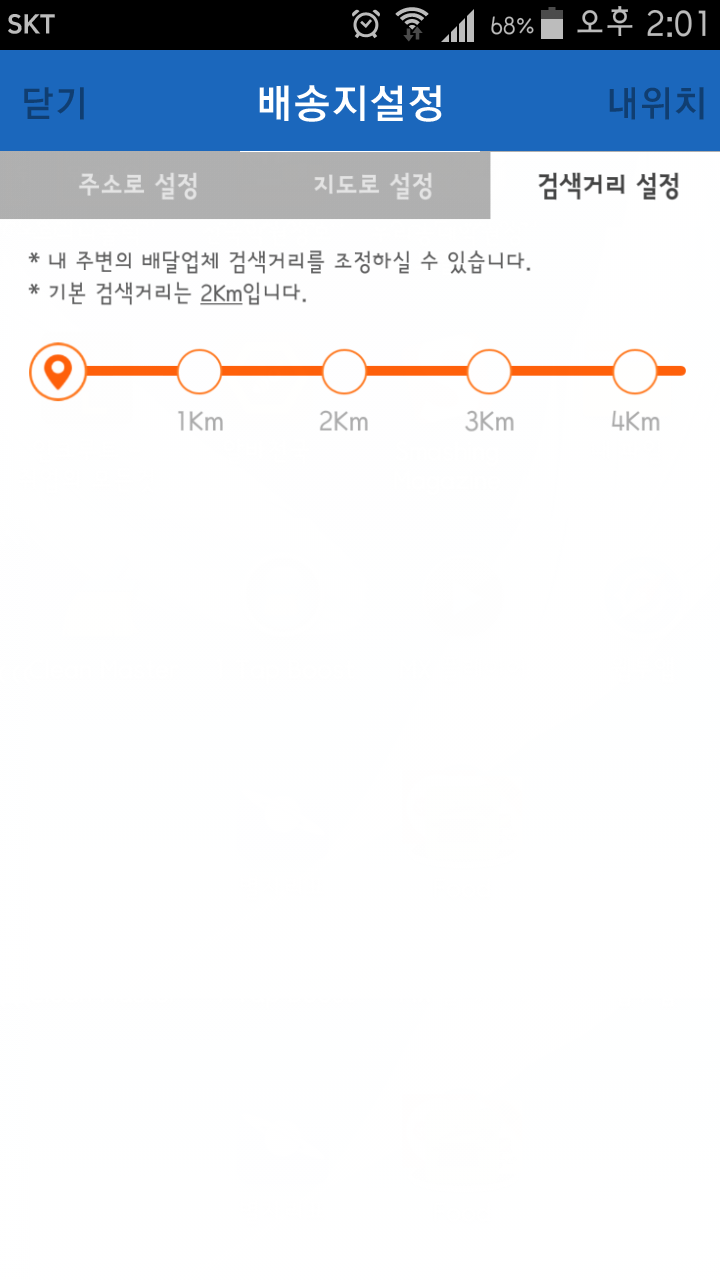 SKT 68% 오후 2:01
닫기 배송지설정 내위치
주소로 설정 지도로 설정 검색거리 설정
* 내 주변의 배달업체 검색거리를 조정하실 수 있습니다.
* 기본 검색거리는 2Km입니다.
1Km 2Km 3Km 4Km